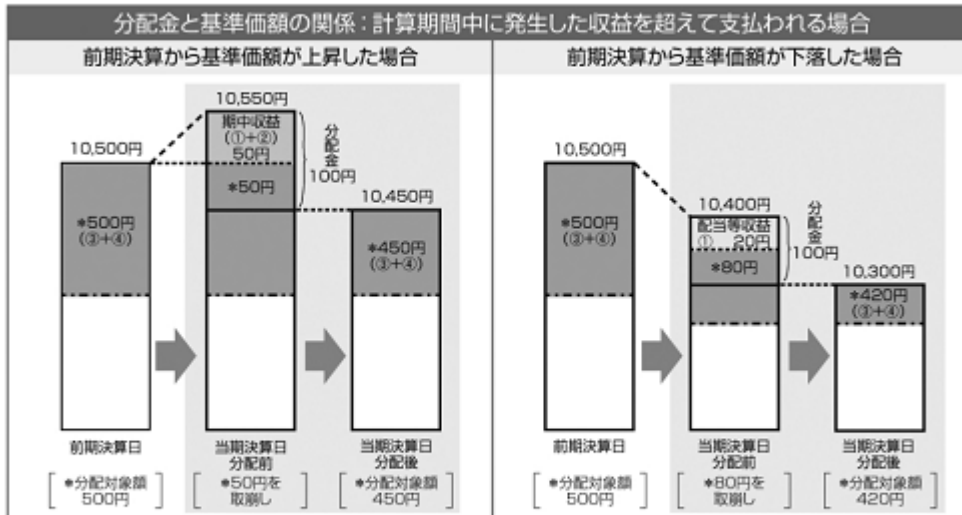 分配金と基準価額の関係：計算期間中に発生した収益を超えて支払われる場合
前期決算から基準価額が上昇した場合
10,550円
期中収益
(①+②)
50円
分配金
100円
10,500円
*50円
10,450円
*500円
(③+④)
*450円
(③+④)
前期決算日
当期決算日
分配前
当期決算日
分配後
*分配対象額
500円
*50円を
取崩し
*分配対象額
450円
前期決算から基準価額が下落した場合
10,500円
10,400円
配当等収益
① 20円
分配金
100円
*500円
(③+④)
*80円
10,300円
*420円
(③+④)
前期決算日
当期決算日
分配前
当期決算日
分配後
*分配対象額
500円
*80円を
取崩し
*分配対象額
420円